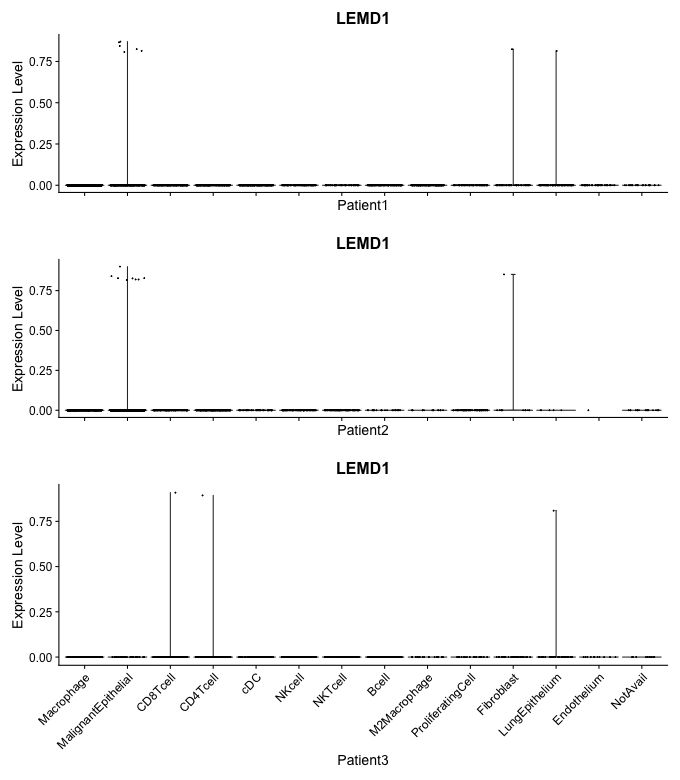 LEMD1
Expression Level
0.75
0.50
0.25
0.00
Patient1
LEMD1
Expression Level
0.75
0.50
0.25
0.00
Patient2
LEMD1
Expression Level
0.75
0.50
0.25
0.00
Macrophage
MalignantEpithelial
CD8Tcell
CD4Tcell
cDC
NKcell
NKTcell
Bcell
M2Macrophage
ProliferatingCell
Fibroblast
LungEpithelium
Endothelium
NotAvail
Patient3